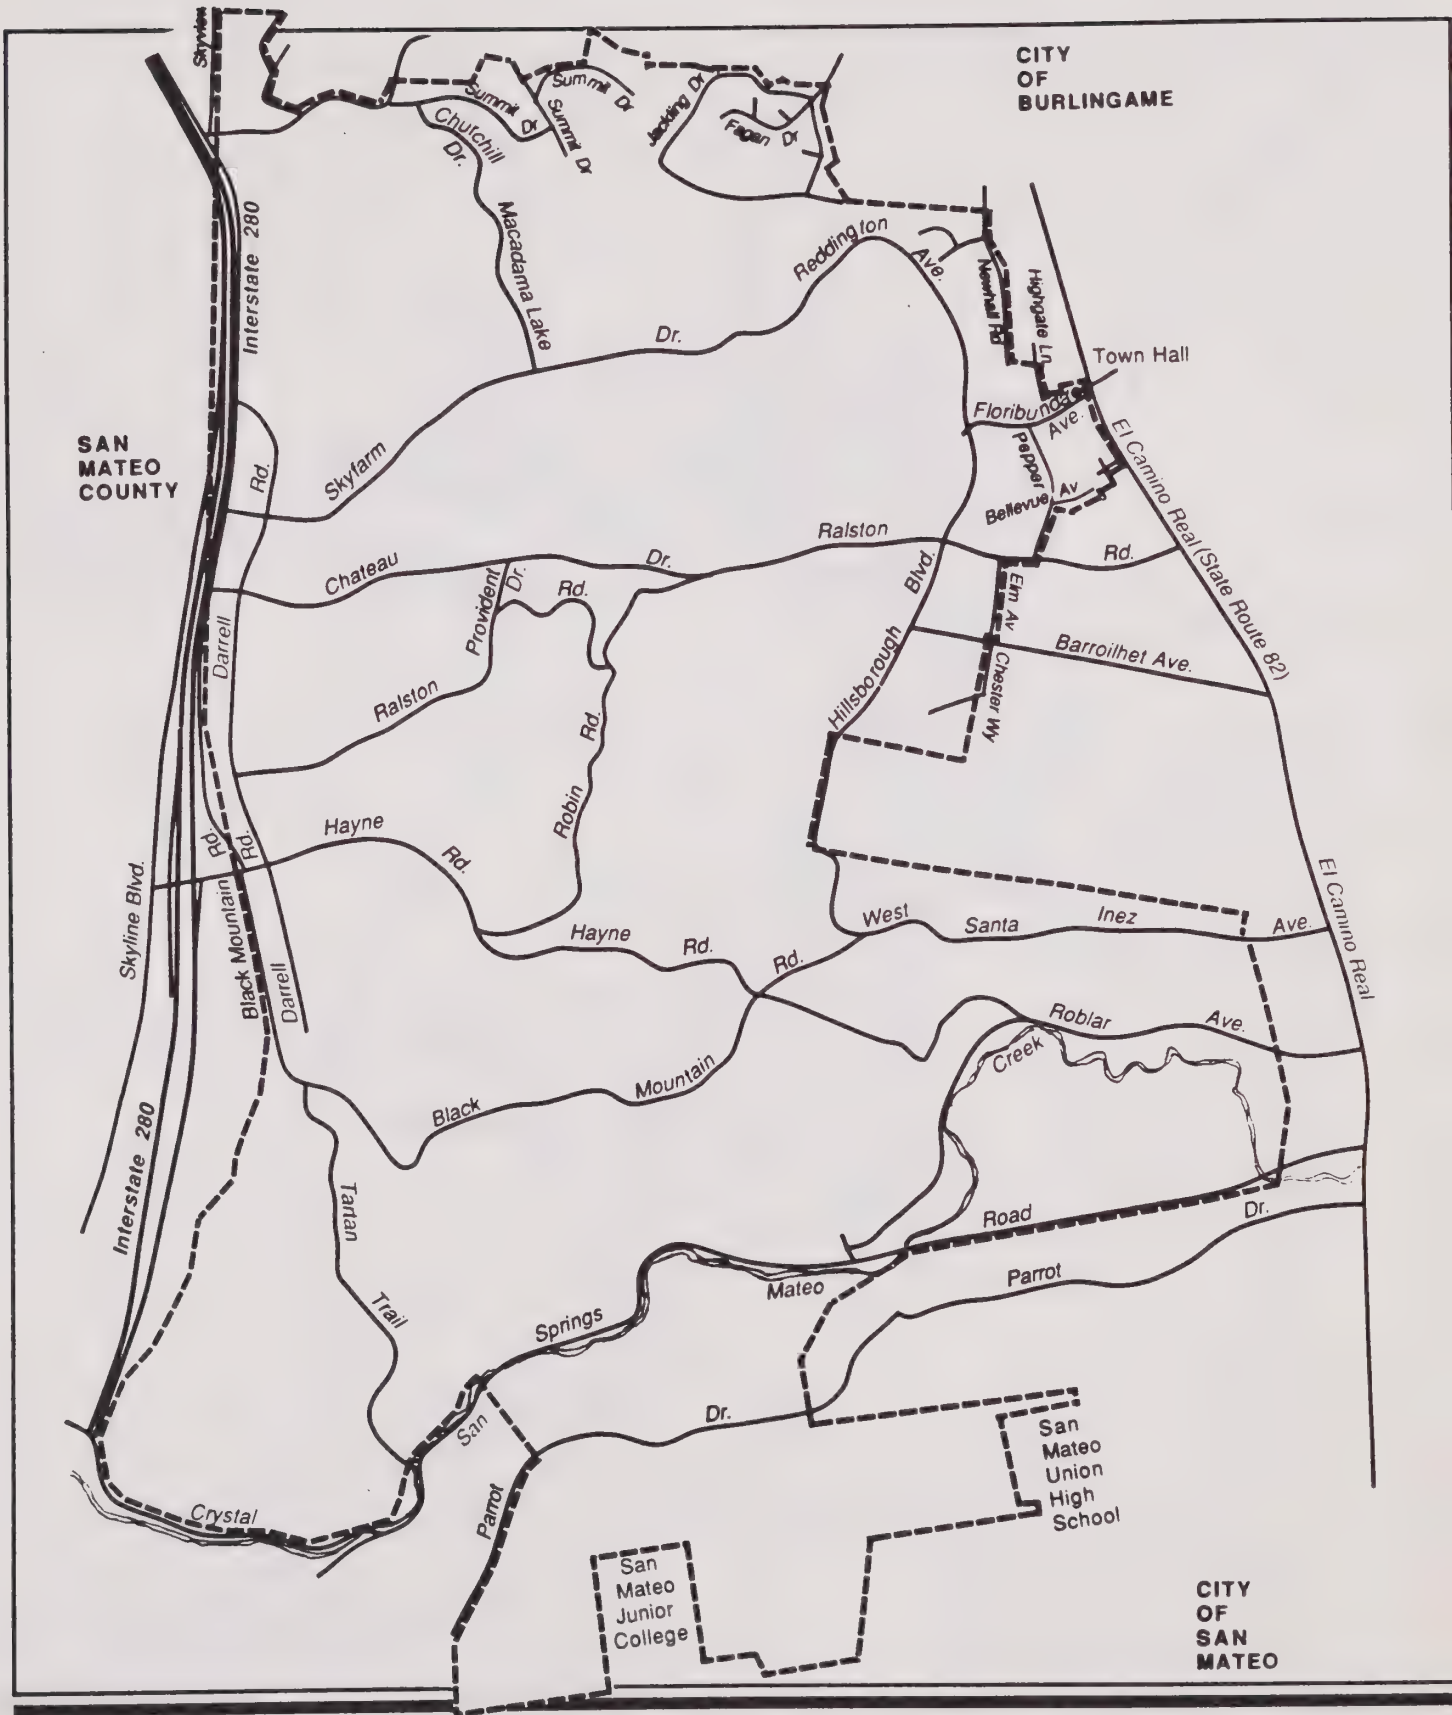 Skyview
CITY
OF
BURLINGAME
Summit Dr
Summit Dr
Summit Dr
Jackling Dr
Fagan Dr
Chutchill
Dr.
Macadama Lake
Interstate 280
Reddington
Ave.
Newhall Rd
Highgate Ln
Town Hall
Dr.
Floribunda
Ave.
Pepper
Bellevue Av
El Camino Real (State Route 82)
SAN
MATEO
COUNTY
Rd.
Skyfarm
Ralston
Rd.
Chateau
Dr.
Provident
Dr.
Rd.
Blvd.
Elm Av
Barroilhet Ave.
Chester Wy
Darrell
Ralston
Hillsborough
Rd.
Robin
Hayne
Rd.
Rd.
Rd.
Skyline Blvd.
Black Mountain
Darrell
Hayne
Rd.
Rd.
West
Santa
Inez
Ave.
El Camino Real
Roblar
Ave.
Creek
Mountain
Black
Interstate 280
Tartan
Trail
Road
Dr.
Parrot
Mateo
Springs
San
Dr.
Parrot
Crystal
San
Mateo
Union
High
School
San
Mateo
Junior
College
CITY
OF
SAN
MATEO